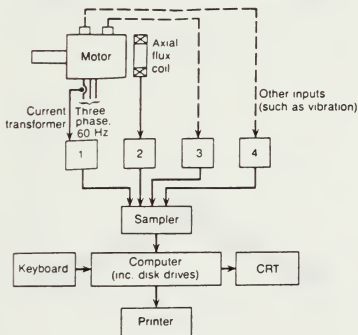 Motor
Axial
flux
coil
Current
transformer
Three
phase,
60 Hz
Other inputs
(such as vibration)
1
2
3
4
Sampler
Keyboard
Computer
(inc. disk drives)
CRT
Printer